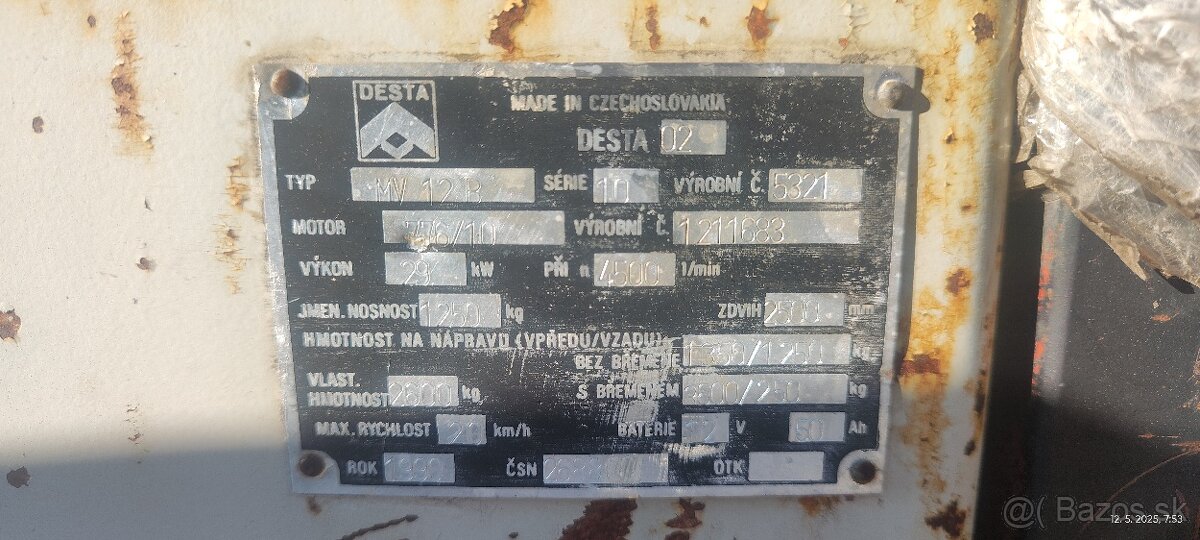 DESTA
MADE IN CZECHOSLOVAKIA
DESTA 02
TYP MV 12 B SÉRIE 10 VÝROBNÍ Č. 5321
MOTOR VÝROBNÍ Č. 1211683
VÝKON 29 kW PŘI n 4500 1/min
JMEN. NOSNOST 1250 kg ZDVIH 2500 mm
HMOTNOST NA NÁPRAVU (VPŘEDU/VZADU)
BEZ BŘEMENE kg
VLAST. HMOTNOST kg S BŘEMENEM kg
MAX. RYCHLOST km/h BATERIE 12 V 50 Ah
ROK ČSN OTK
@( Bazos.sk
12. 5. 2025, 7:53